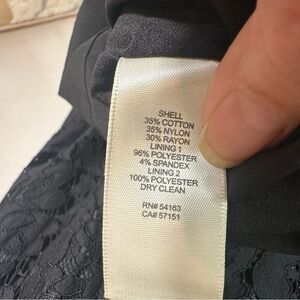 SHELL
35% COTTON
35% NYLON
30% RAYON
LINING 1
96% POLYESTER
4% SPANDEX
LINING 2
100% POLYESTER
DRY CLEAN
RN# 54163
CA# 57151